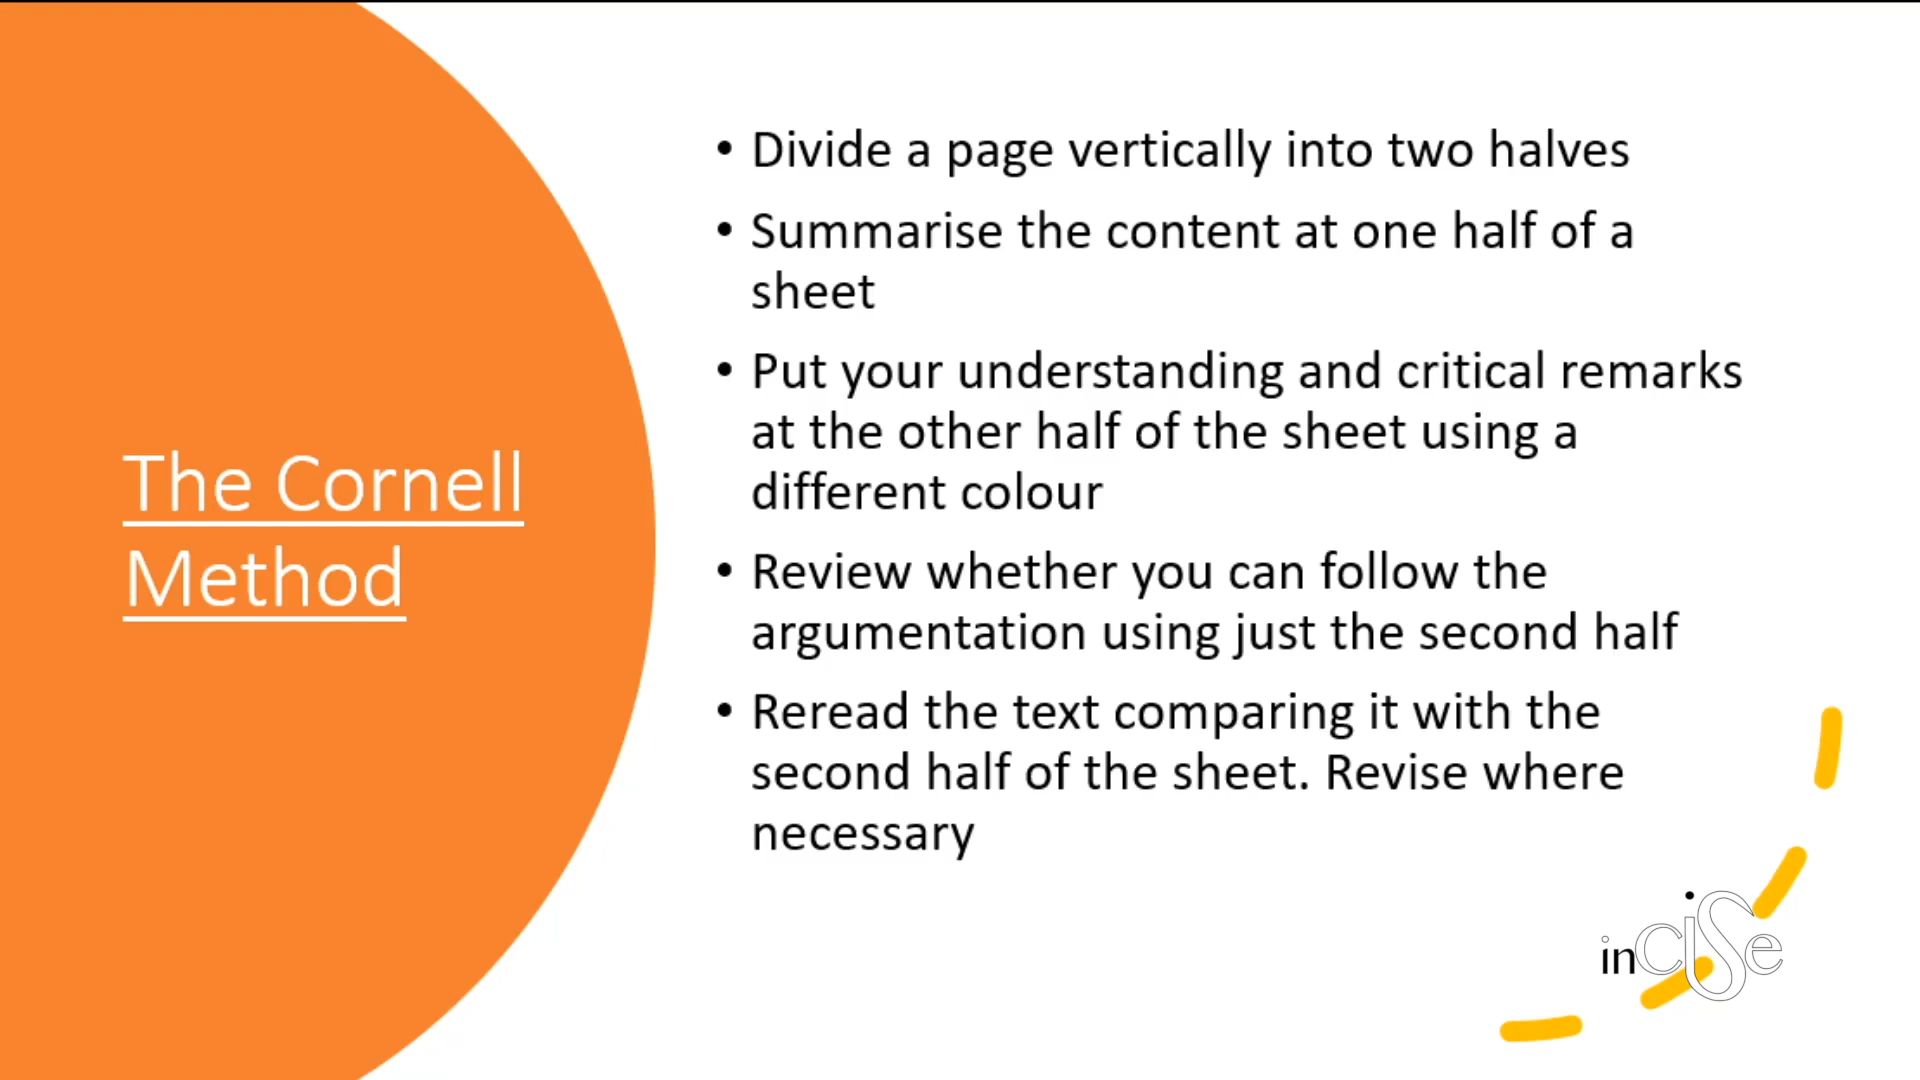 The Cornell
Method
• Divide a page vertically into two halves
• Summarise the content at one half of a
sheet
• Put your understanding and critical remarks
at the other half of the sheet using a
different colour
• Review whether you can follow the
argumentation using just the second half
• Reread the text comparing it with the
second half of the sheet. Revise where
necessary
inCiSe